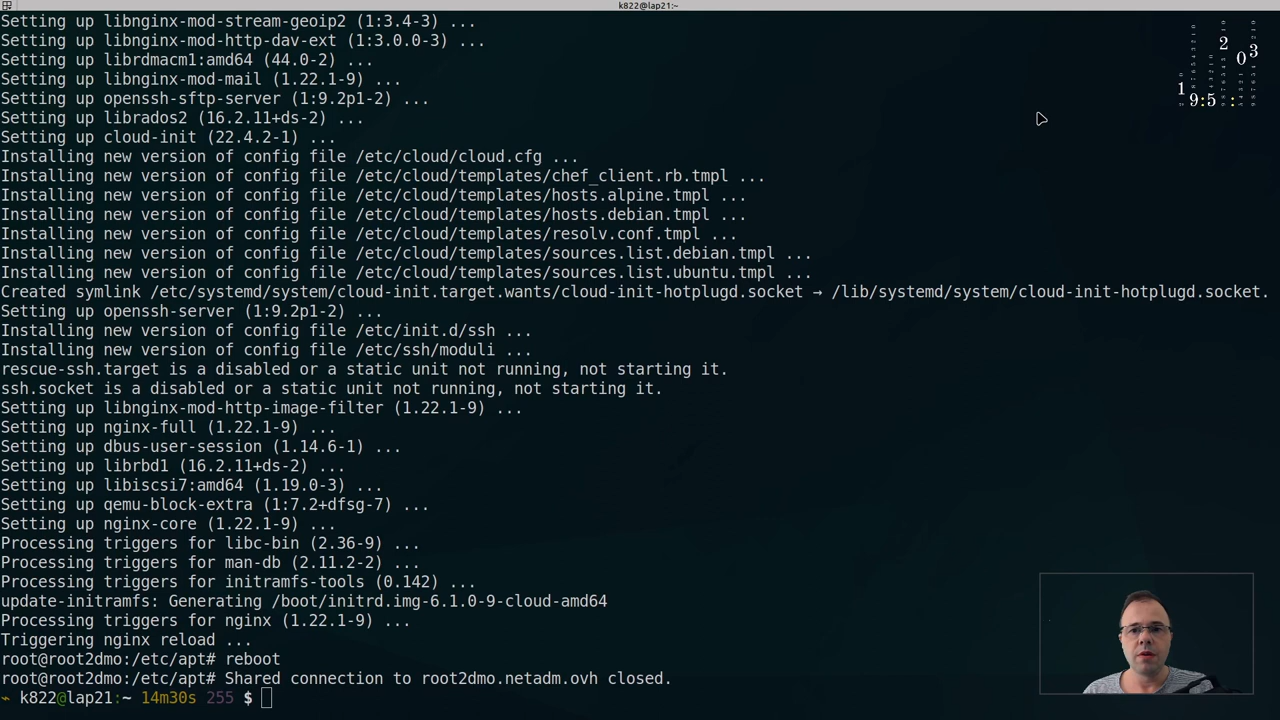 k822@lap21:~
Setting up libnginx-mod-stream-geoip2 (1:3.4-3) ...
Setting up libnginx-mod-http-dav-ext (1:3.0.0-3) ...
Setting up librdmacm1:amd64 (44.0-2) ...
Setting up libnginx-mod-mail (1.22.1-9) ...
Setting up openssh-sftp-server (1:9.2p1-2) ...
Setting up librados2 (16.2.11+ds-2) ...
Setting up cloud-init (22.4.2-1) ...
Installing new version of config file /etc/cloud/cloud.cfg ...
Installing new version of config file /etc/cloud/templates/chef_client.rb.tmpl ...
Installing new version of config file /etc/cloud/templates/hosts.alpine.tmpl ...
Installing new version of config file /etc/cloud/templates/hosts.debian.tmpl ...
Installing new version of config file /etc/cloud/templates/resolv.conf.tmpl ...
Installing new version of config file /etc/cloud/templates/sources.list.debian.tmpl ...
Installing new version of config file /etc/cloud/templates/sources.list.ubuntu.tmpl ...
Created symlink /etc/systemd/system/cloud-init.target.wants/cloud-init-hotplugd.socket → /lib/systemd/system/cloud-init-hotplugd.socket.
Setting up openssh-server (1:9.2p1-2) ...
Installing new version of config file /etc/init.d/ssh ...
Installing new version of config file /etc/ssh/moduli ...
rescue-ssh.target is a disabled or a static unit not running, not starting it.
ssh.socket is a disabled or a static unit not running, not starting it.
Setting up libnginx-mod-http-image-filter (1.22.1-9) ...
Setting up nginx-full (1.22.1-9) ...
Setting up dbus-user-session (1.14.6-1) ...
Setting up librbd1 (16.2.11+ds-2) ...
Setting up libiscsi7:amd64 (1.19.0-3) ...
Setting up qemu-block-extra (1:7.2+dfsg-7) ...
Setting up nginx-core (1.22.1-9) ...
Processing triggers for libc-bin (2.36-9) ...
Processing triggers for man-db (2.11.2-2) ...
Processing triggers for initramfs-tools (0.142) ...
update-initramfs: Generating /boot/initrd.img-6.1.0-9-cloud-amd64
Processing triggers for nginx (1.22.1-9) ...
Triggering nginx reload ...
root@root2dmo:/etc/apt# reboot
root@root2dmo:/etc/apt# Shared connection to root2dmo.netadm.ovh closed.
k822@lap21:~ 14m30s 255 $